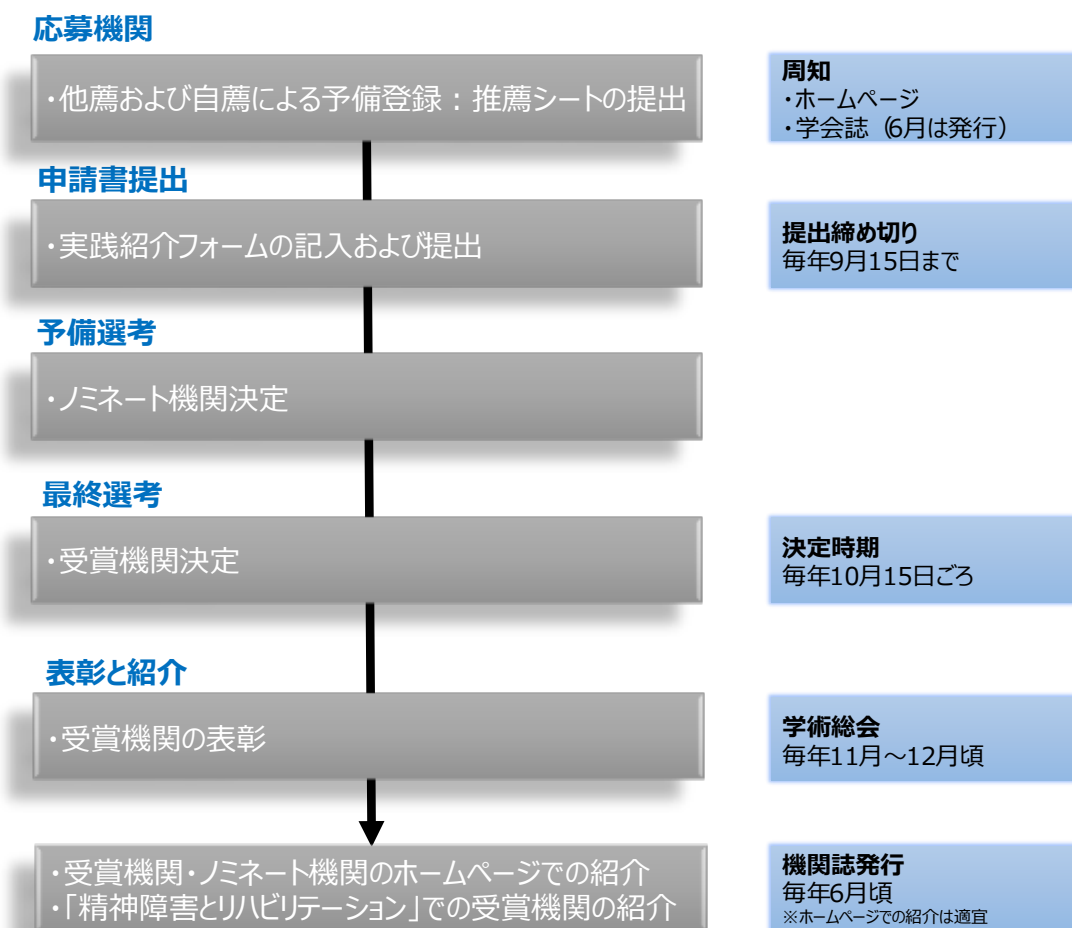 応募機関
・他薦および自薦による予備登録：推薦シートの提出
周知
・ホームページ
・学会誌（6月は発行）
申請書提出
・実践紹介フォームの記入および提出
提出締め切り
毎年9月15日まで
予備選考
・ノミネート機関決定
最終選考
・受賞機関決定
決定時期
毎年10月15日ごろ
表彰と紹介
・受賞機関の表彰
学術総会
毎年11月～12月頃
・受賞機関・ノミネート機関のホームページでの紹介
・「精神障害とリハビリテーション」での受賞機関の紹介
機関誌発行
毎年6月頃
※ホームページでの紹介は適宜